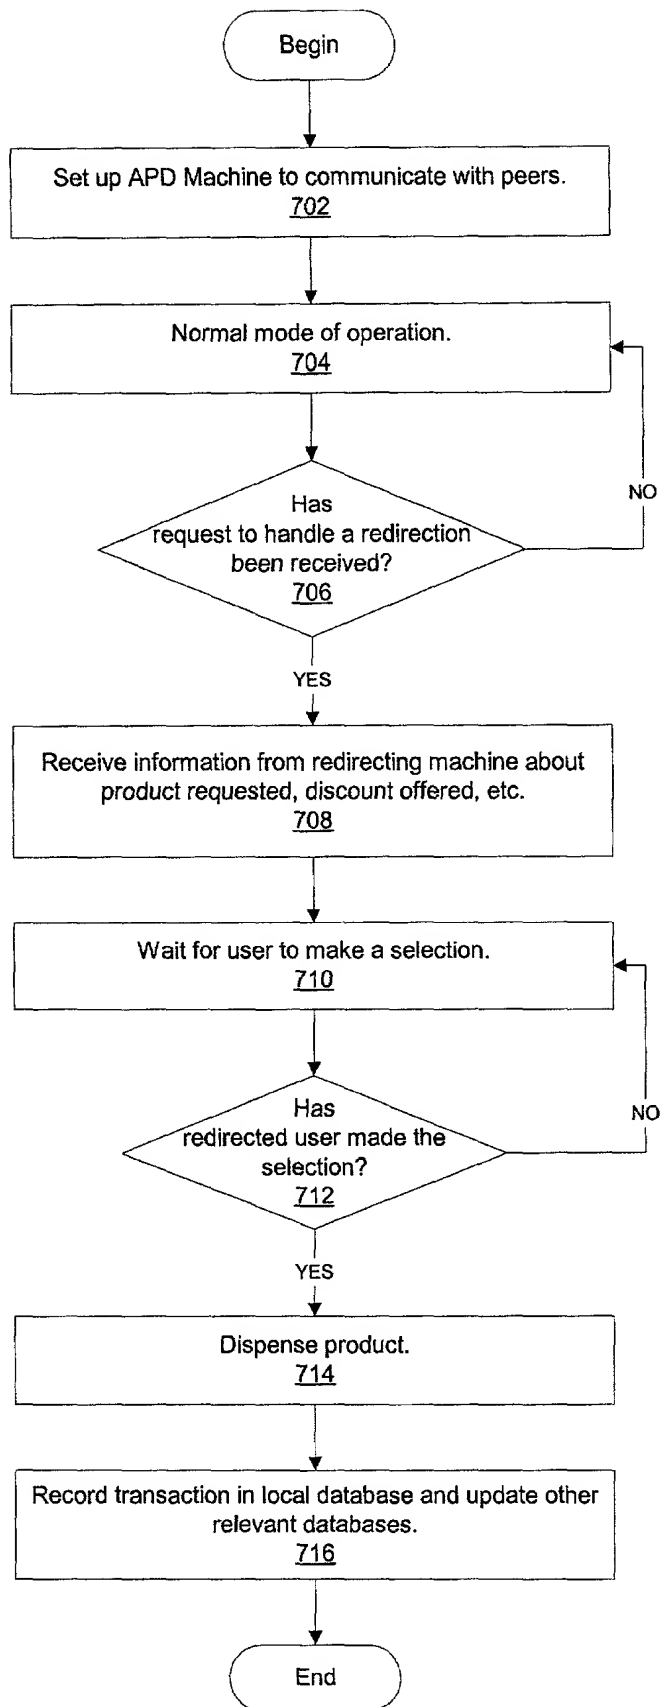 Begin
Set up APD Machine to communicate with peers.
702
Normal mode of operation.
704
NO
Has
request to handle a redirection
been received?
706
YES
Receive information from redirecting machine about
product requested, discount offered, etc.
708
Wait for user to make a selection.
710
NO
Has
redirected user made the
selection?
712
YES
Dispense product.
714
Record transaction in local database and update other
relevant databases.
716
End